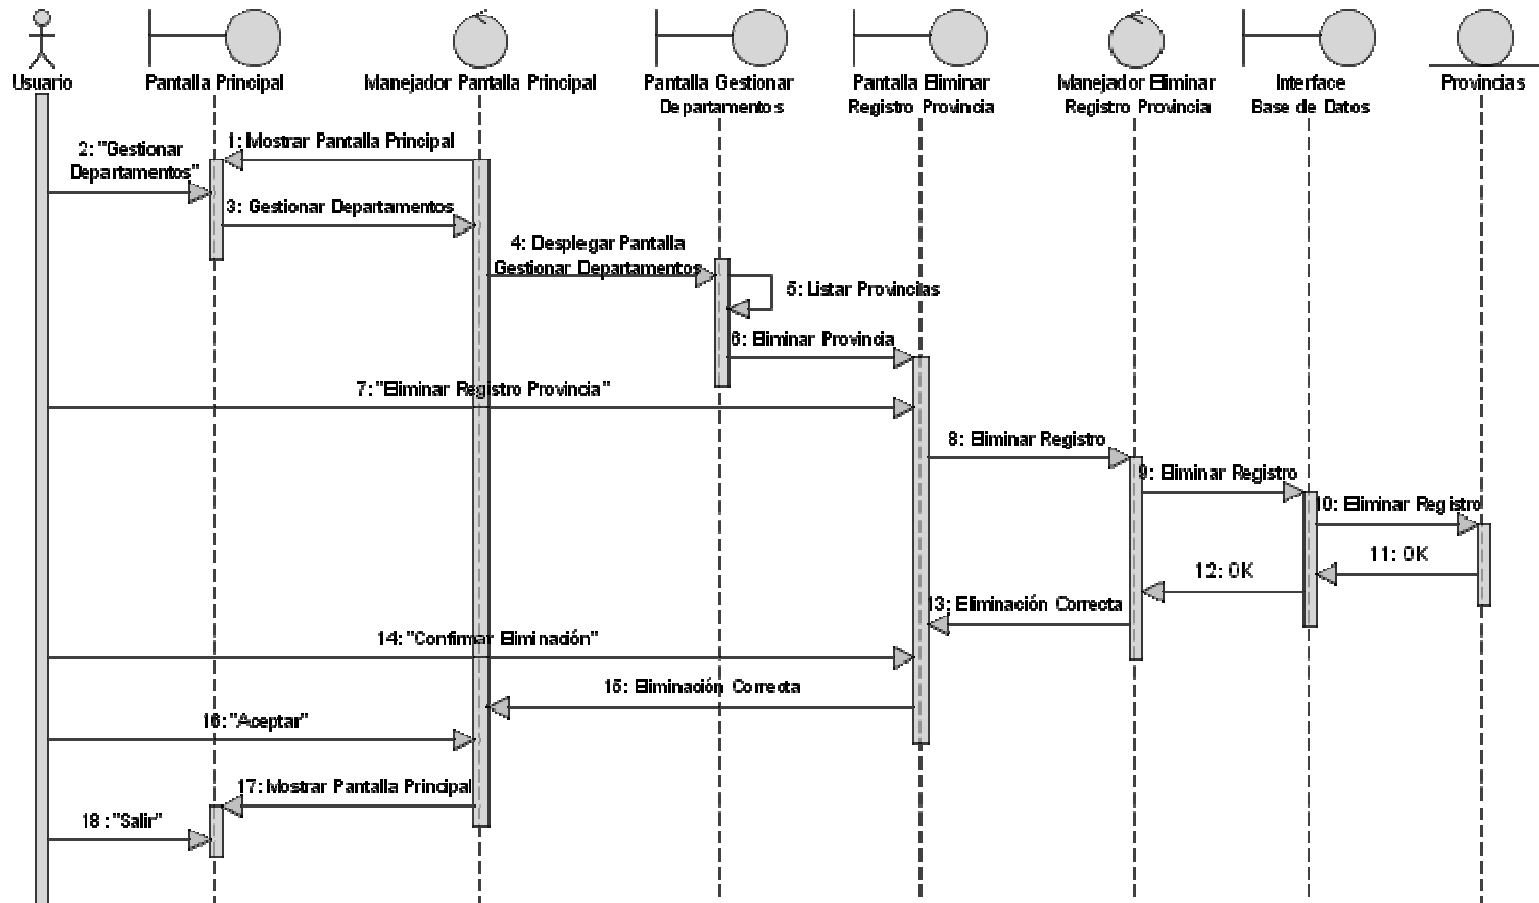 Usuario
Pantalla Principal
Manejador Pantalla Principal
Pantalla Gestionar
Departamentos
Pantalla Eliminar
Registro Provincia
Manejador Eliminar
Registro Provincia
Interface
Base de Datos
Provincias
1: Mostrar Pantalla Principal
2: "Gestionar
Departamentos"
3: Gestionar Departamentos
4: Desplegar Pantalla
Gestionar Departamentos
5: Listar Provincias
6: Eliminar Provincia
7: "Eliminar Registro Provincia"
8: Eliminar Registro
9: Eliminar Registro
10: Eliminar Registro
11: OK
12: OK
13: Eliminación Correcta
14: "Confirmar Eliminación"
15: Eliminación Correcta
16: "Aceptar"
17: Mostrar Pantalla Principal
18 : "Salir"